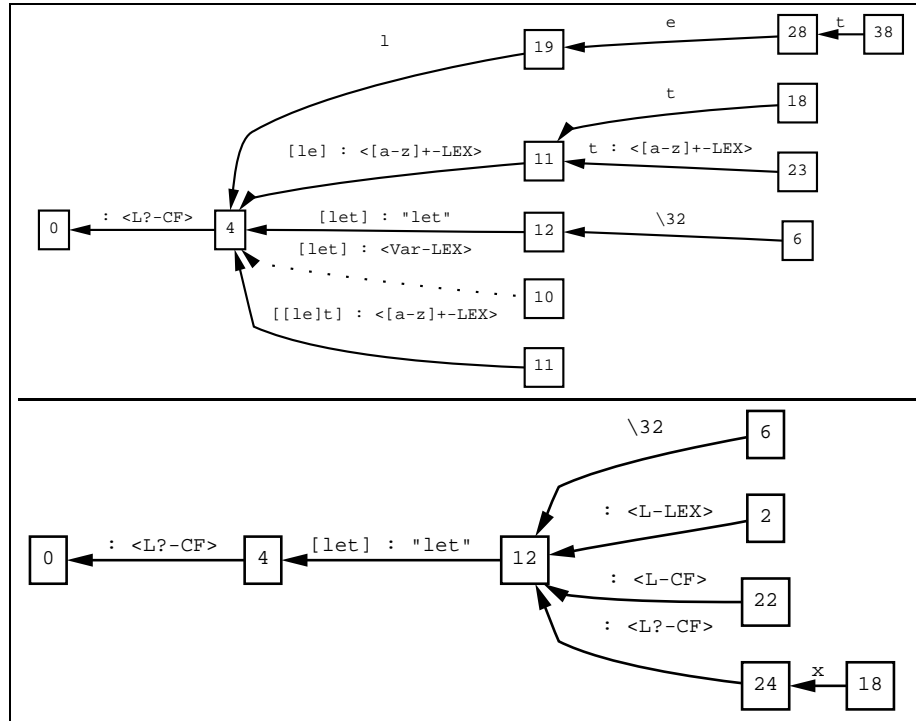 l
19
e
28
t
38
t
18
[le] : <[a-z]+-LEX>
11
t : <[a-z]+-LEX>
23
0
: <L?-CF>
4
[let] : "let"
12
\32
6
[let] : <Var-LEX>
10
[[le]t] : <[a-z]+-LEX>
11
\32
6
: <L-LEX>
2
0
: <L?-CF>
4
[let] : "let"
12
: <L-CF>
22
: <L?-CF>
24
x
18